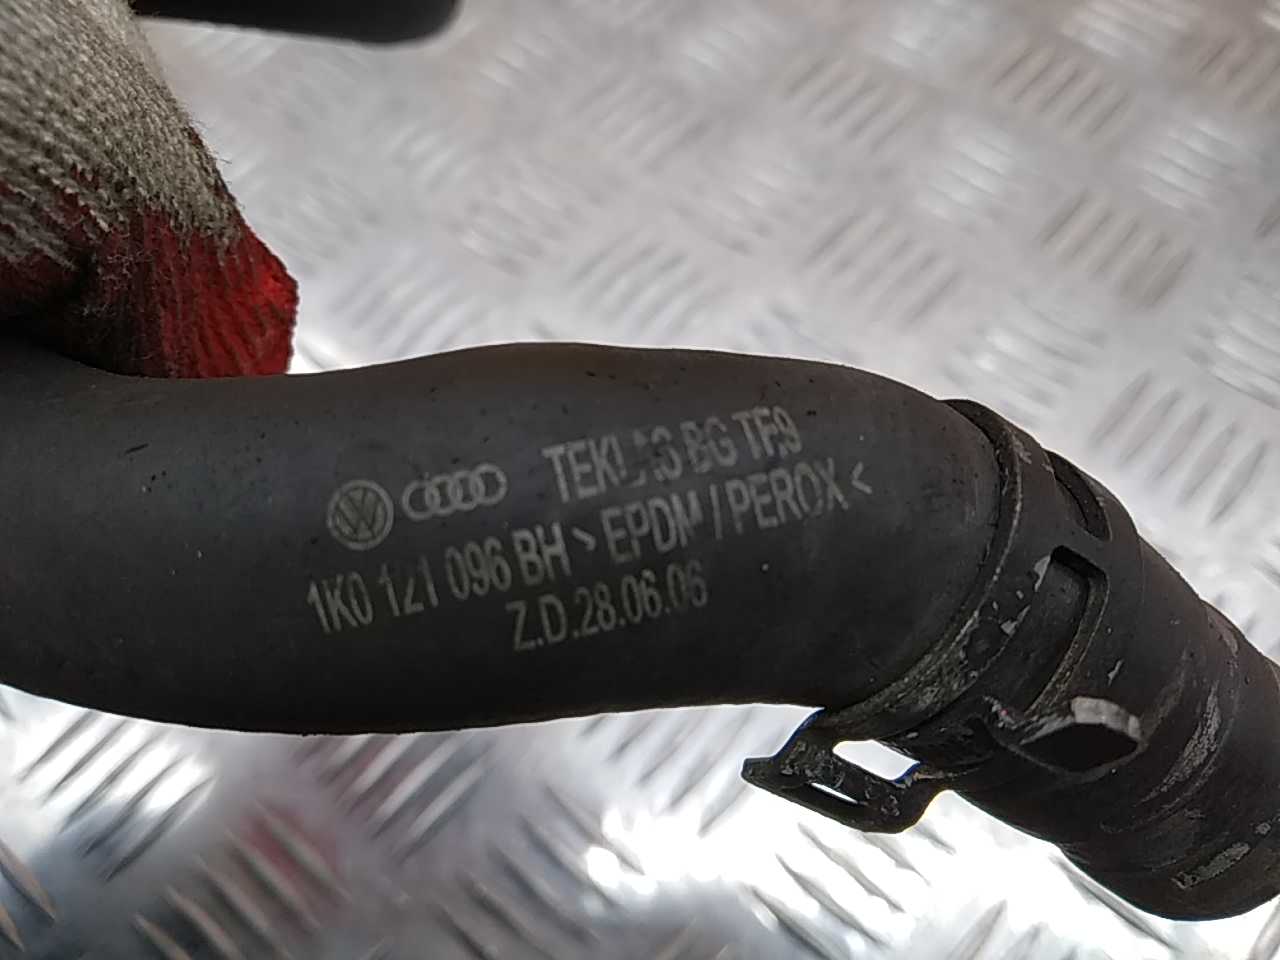 TEKLAS BG TF9
1K0 121 096 BH >EPDM / PEROX<
Z.D.28.06.06